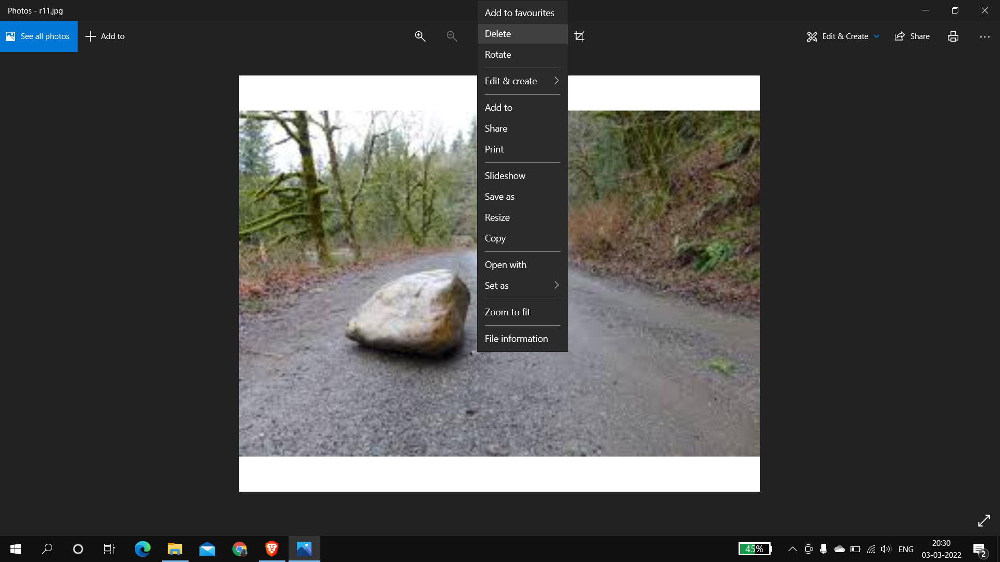 Photos - r11.jpg
See all photos
Add to
Edit & Create
Share
Add to favourites
Delete
Rotate
Edit & create
Add to
Share
Print
Slideshow
Save as
Resize
Copy
Open with
Set as
Zoom to fit
File information
45%
ENG
20:30
03-03-2022
2